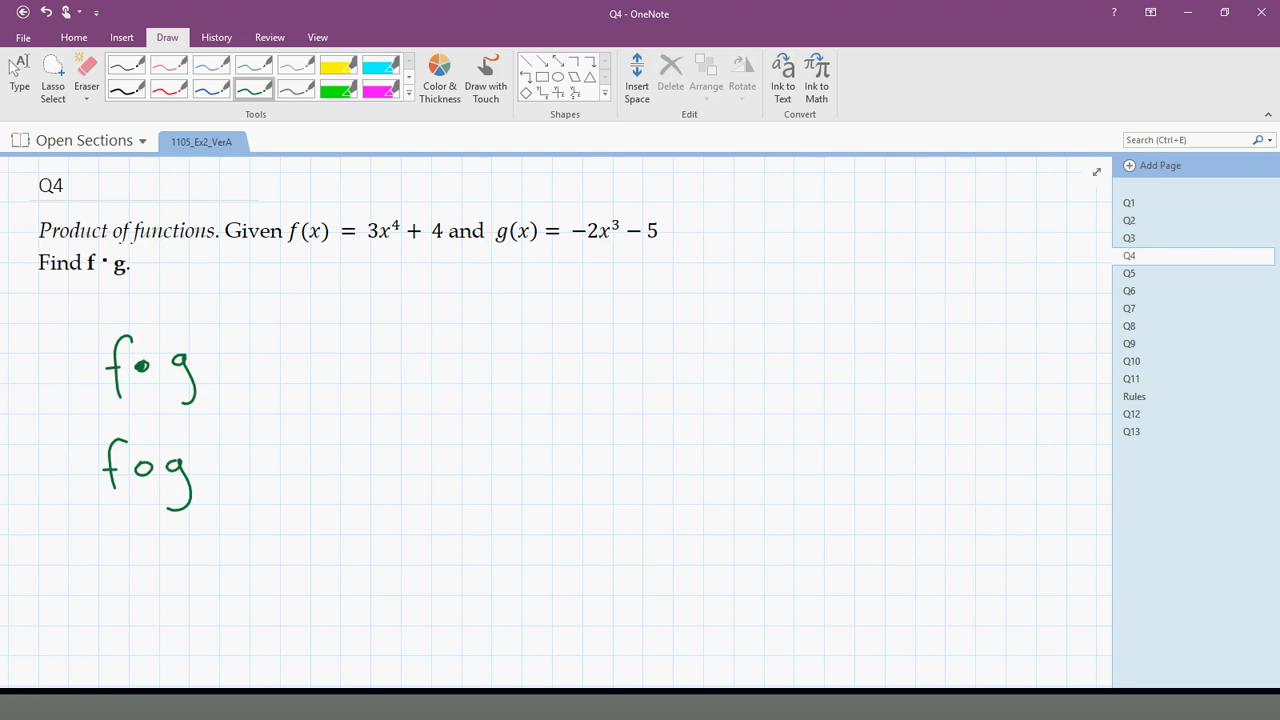 Q4 - OneNote
?
File Home Insert Draw History Review View
Type
Lasso Select
Eraser
Color & Thickness
Draw with Touch
Insert Space
Delete
Arrange
Rotate
Ink to Text
Ink to Math
Tools Shapes Edit Convert
Open Sections 1105_Ex2_VerA
Search (Ctrl+E)
Add Page
Q4
Product of functions. Given f(x) = 3x⁴ + 4 and g(x) = −2x³ − 5
Find f · g.
f • g
f o g
Q1
Q2
Q3
Q4
Q5
Q6
Q7
Q8
Q9
Q10
Q11
Rules
Q12
Q13